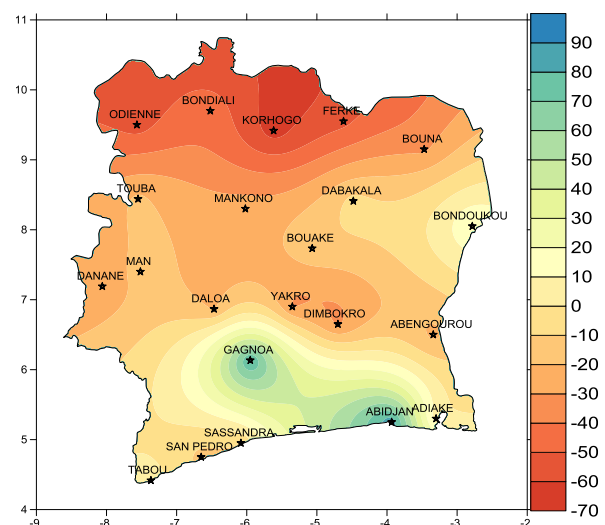 11
10
9
8
7
6
5
4
-9
-8
-7
-6
-5
-4
-3
-2
BONDIALI
ODIENNE
KORHOGO
FERKE
BOUNA
TOUBA
MANKONO
DABAKALA
BONDOUKOU
BOUAKE
MAN
DANANE
DALOA
YAKRO
DIMBOKRO
ABENGOUROU
GAGNOA
ABIDJAN
ADIAKE
SASSANDRA
SAN PEDRO
TABOU
90
80
70
60
50
40
30
20
10
0
-10
-20
-30
-40
-50
-60
-70